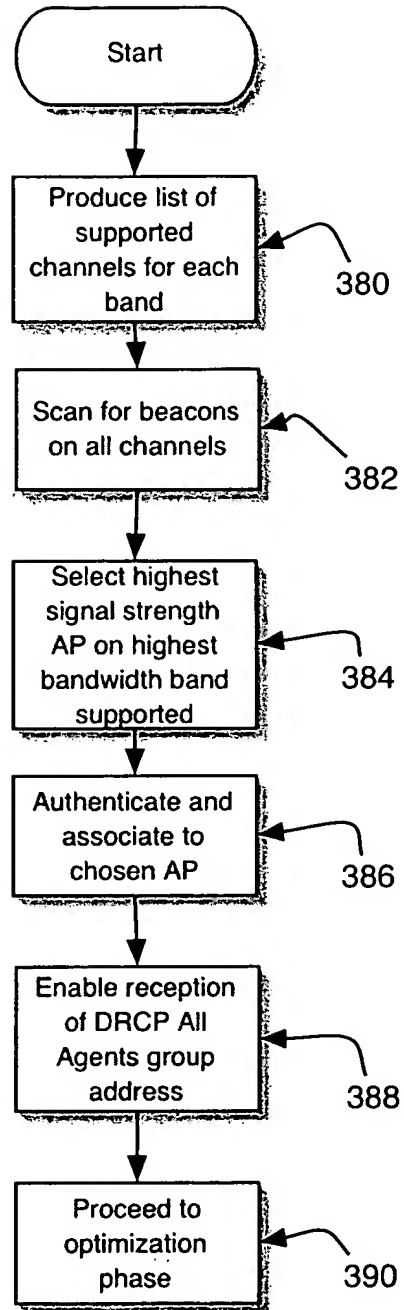 Start
Produce list of
supported
channels for each
band
380
Scan for beacons
on all channels
382
Select highest
signal strength
AP on highest
bandwidth band
supported
384
Authenticate and
associate to
chosen AP
386
Enable reception
of DRCP All
Agents group
address
388
Proceed to
optimization
phase
390